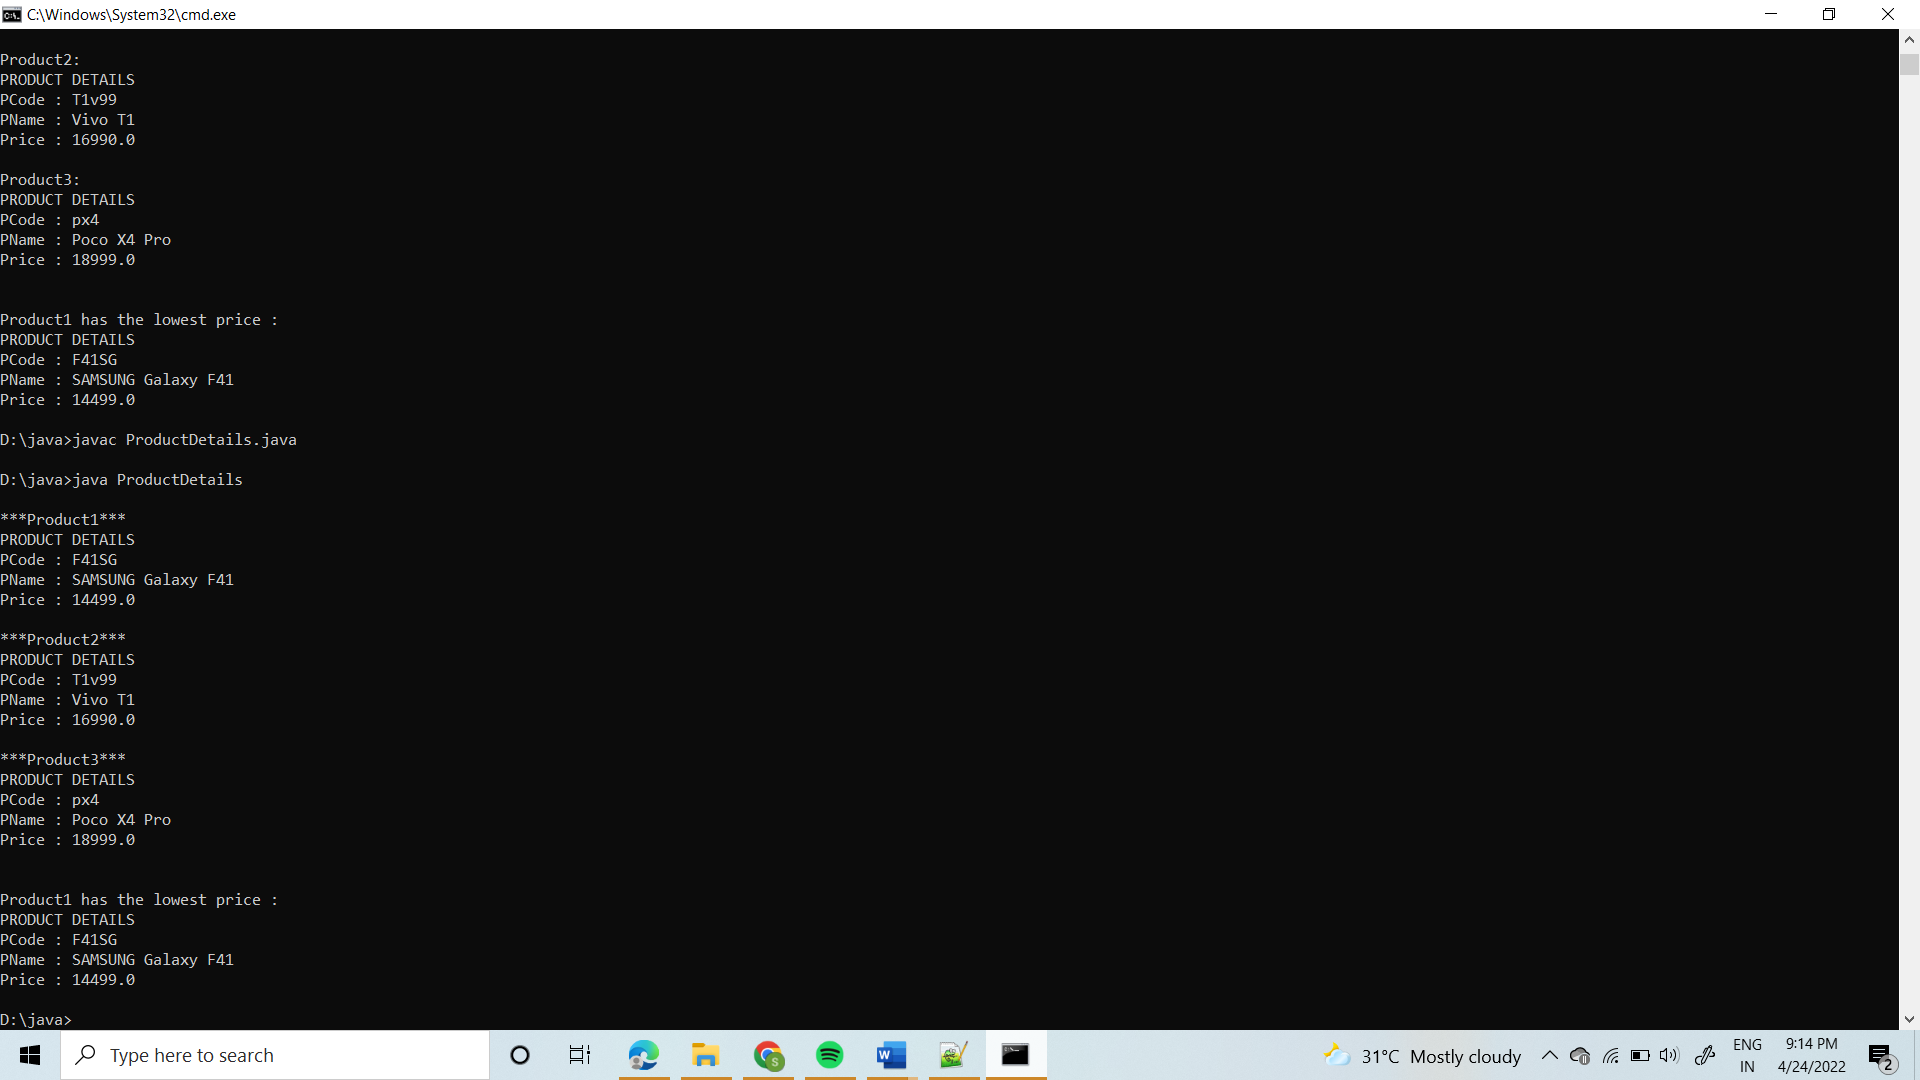 C:\Windows\System32\cmd.exe
Product2:
PRODUCT DETAILS
PCode : T1v99
PName : Vivo T1
Price : 16990.0
Product3:
PRODUCT DETAILS
PCode : px4
PName : Poco X4 Pro
Price : 18999.0
Product1 has the lowest price :
PRODUCT DETAILS
PCode : F41SG
PName : SAMSUNG Galaxy F41
Price : 14499.0
D:\java>javac ProductDetails.java
D:\java>java ProductDetails
***Product1***
PRODUCT DETAILS
PCode : F41SG
PName : SAMSUNG Galaxy F41
Price : 14499.0
***Product2***
PRODUCT DETAILS
PCode : T1v99
PName : Vivo T1
Price : 16990.0
***Product3***
PRODUCT DETAILS
PCode : px4
PName : Poco X4 Pro
Price : 18999.0
Product1 has the lowest price :
PRODUCT DETAILS
PCode : F41SG
PName : SAMSUNG Galaxy F41
Price : 14499.0
D:\java>
Type here to search
S
W
31°C Mostly cloudy
ENG
IN
9:14 PM
4/24/2022
2